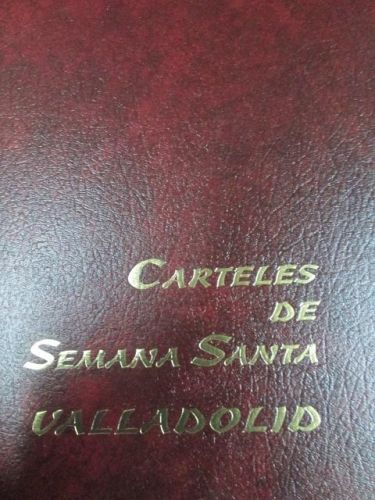 CARTELES
DE
SEMANA SANTA
VALLADOLID